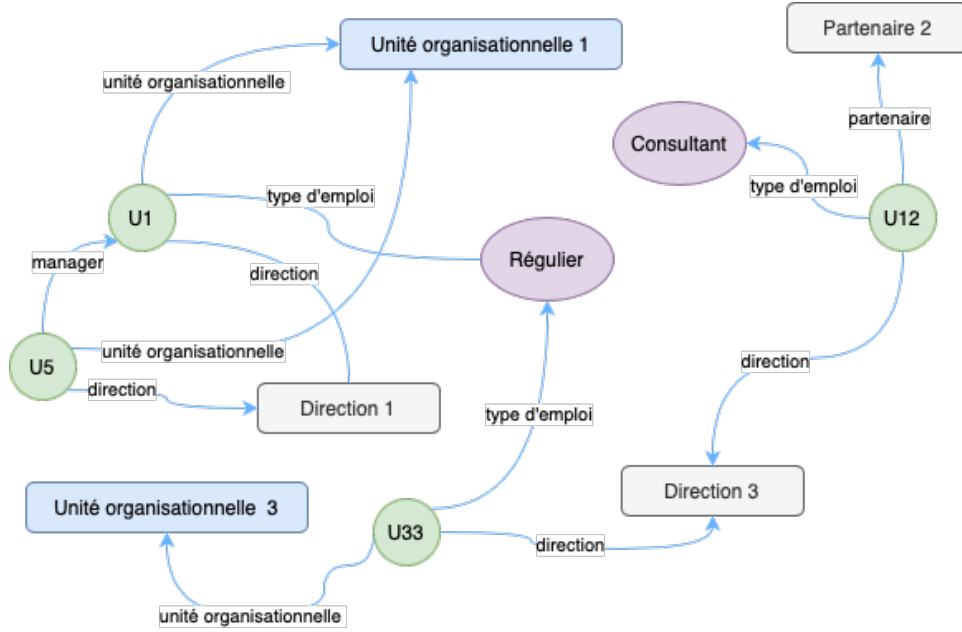 Unité organisationnelle 1
Partenaire 2
unité organisationnelle
partenaire
Consultant
type d'emploi
type d'emploi
U1
U12
manager
direction
Régulier
unité organisationnelle
U5
direction
direction
Direction 1
type d'emploi
Direction 3
Unité organisationnelle  3
U33
direction
unité organisationnelle